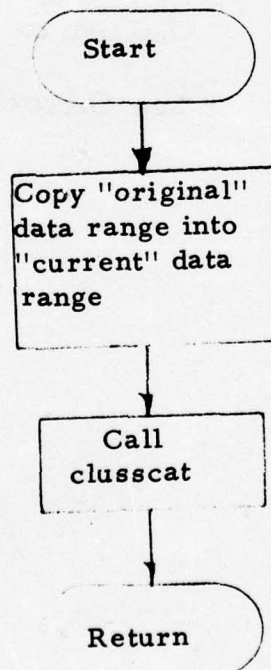 Start
Copy "original"
data range into
"current" data
range
Call
clusscat
Return